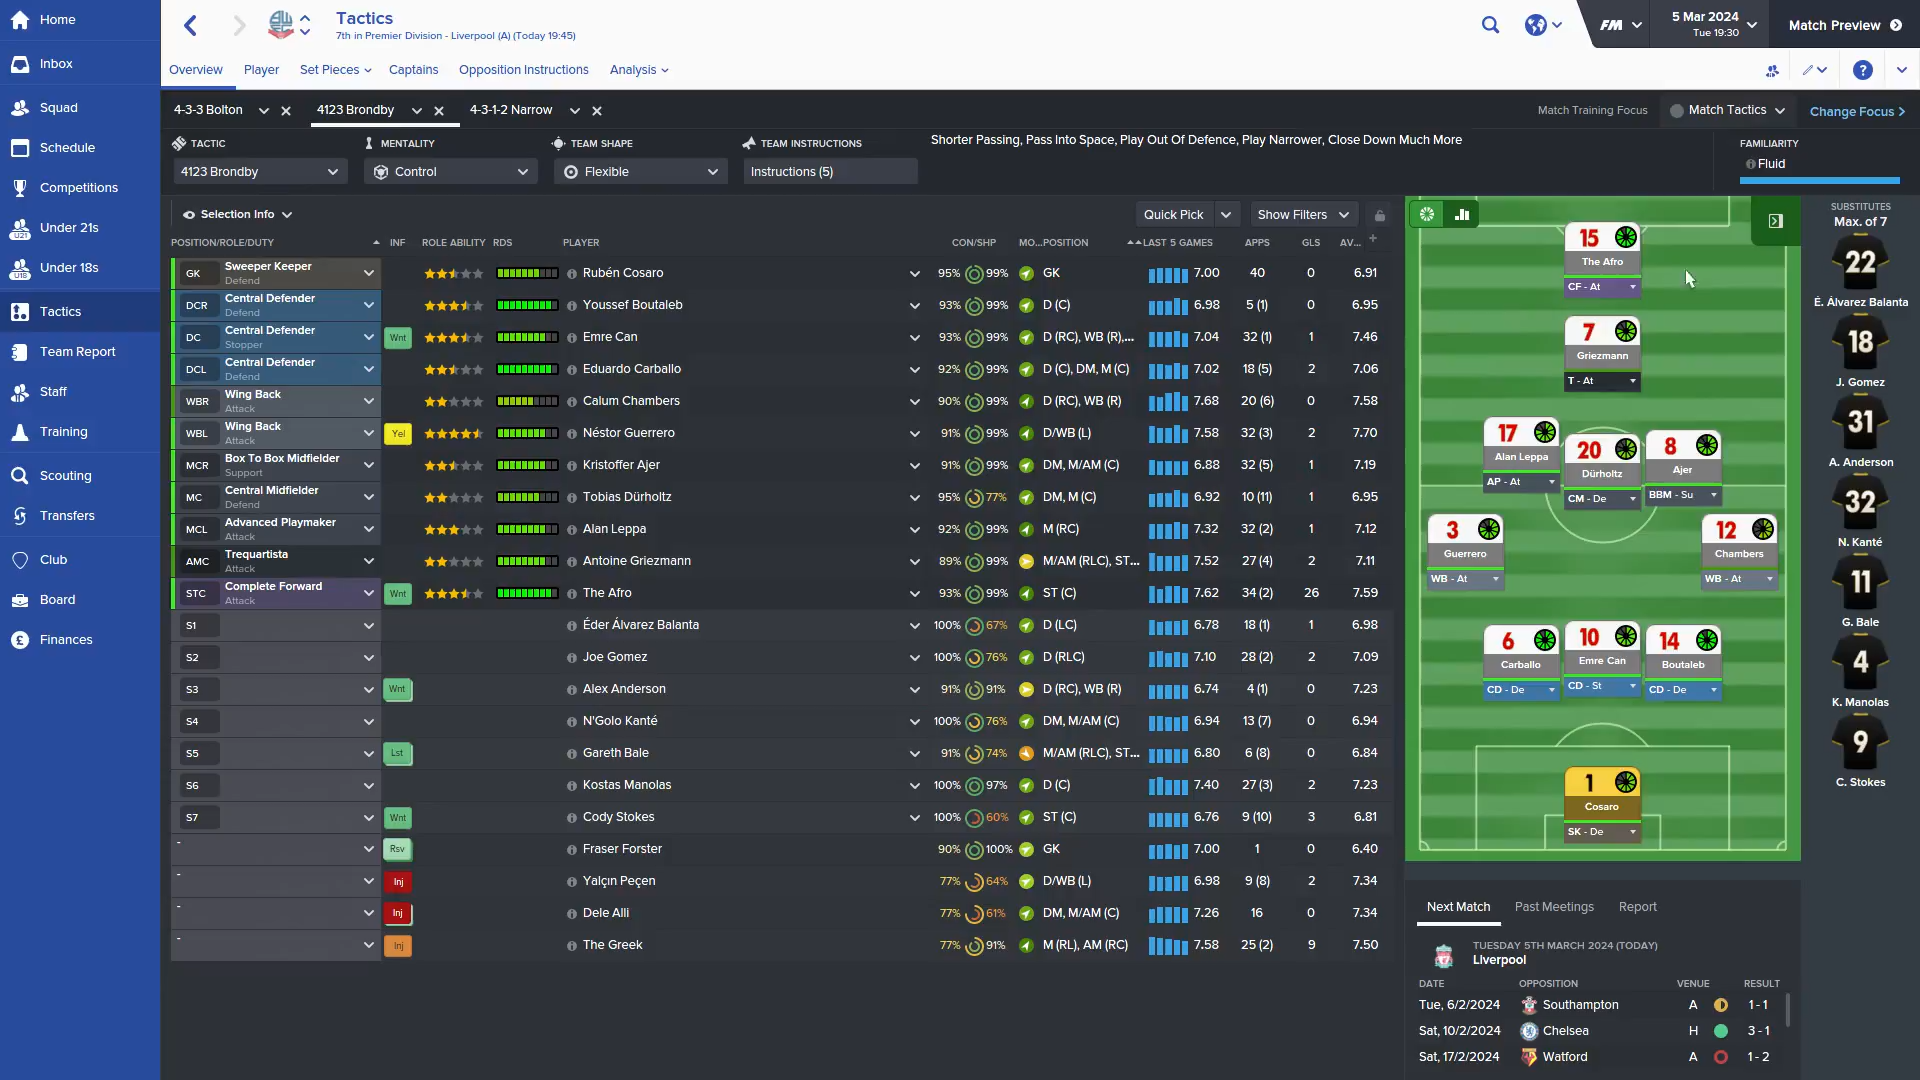 Home
Inbox
Squad
Schedule
Competitions
Under 21s
Under 18s
Tactics
Team Report
Staff
Training
Scouting
Transfers
Club
Board
Finances
Tactics
7th in Premier Division - Liverpool (A) (Today 19:45)
FM
5 Mar 2024
Tue 19:30
Match Preview
Overview Player Set Pieces Captains Opposition Instructions Analysis
4-3-3 Bolton 4123 Brondby 4-3-1-2 Narrow
Match Training Focus Match Tactics Change Focus >
TACTIC MENTALITY TEAM SHAPE TEAM INSTRUCTIONS
4123 Brondby Control Flexible Instructions (5)
Shorter Passing, Pass Into Space, Play Out Of Defence, Play Narrower, Close Down Much More
FAMILIARITY
Fluid
Selection Info Quick Pick Show Filters
POSITION/ROLE/DUTY INF ROLE ABILITY RDS PLAYER CON/SHP MO... POSITION LAST 5 GAMES APPS GLS AV...
GK Sweeper Keeper Defend Rubén Cosaro 95% 99% GK 7.00 40 0 6.91
DCR Central Defender Defend Youssef Boutaleb 93% 99% D (C) 6.98 5 (1) 0 6.95
DC Central Defender Stopper Wnt Emre Can 93% 99% D (RC), WB (R),... 7.04 32 (1) 1 7.46
DCL Central Defender Defend Eduardo Carballo 92% 99% D (C), DM, M (C) 7.02 18 (5) 2 7.06
WBR Wing Back Attack Calum Chambers 90% 99% D (RC), WB (R) 7.68 20 (6) 0 7.58
WBL Wing Back Attack Yel Néstor Guerrero 91% 99% D/WB (L) 7.58 32 (3) 2 7.70
MCR Box To Box Midfielder Support Kristoffer Ajer 91% 99% DM, M/AM (C) 6.88 32 (5) 1 7.19
MC Central Midfielder Defend Tobias Dürholtz 95% 77% DM, M (C) 6.92 10 (11) 1 6.95
MCL Advanced Playmaker Attack Alan Leppa 92% 99% M (RC) 7.32 32 (2) 1 7.12
AMC Trequartista Attack Antoine Griezmann 89% 99% M/AM (RLC), ST... 7.52 27 (4) 2 7.11
STC Complete Forward Attack Wnt The Afro 93% 99% ST (C) 7.62 34 (2) 26 7.59
S1 Éder Álvarez Balanta 100% 67% D (LC) 6.78 18 (1) 1 6.98
S2 Joe Gomez 100% 76% D (RLC) 7.10 28 (2) 2 7.09
S3 Wnt Alex Anderson 91% 91% D (RC), WB (R) 6.74 4 (1) 0 7.23
S4 N'Golo Kanté 100% 76% DM, M/AM (C) 6.94 13 (7) 0 6.94
S5 Lst Gareth Bale 91% 74% M/AM (RLC), ST... 6.80 6 (8) 0 6.84
S6 Kostas Manolas 100% 97% D (C) 7.40 27 (3) 2 7.23
S7 Wnt Cody Stokes 100% 60% ST (C) 6.76 9 (10) 3 6.81
- Rsv Fraser Forster 90% 100% GK 7.00 1 0 6.40
- Inj Yalçın Peçen 77% 64% D/WB (L) 6.98 9 (8) 2 7.34
- Inj Dele Alli 77% 61% DM, M/AM (C) 7.26 16 0 7.34
- Inj The Greek 77% 91% M (RL), AM (RC) 7.58 25 (2) 9 7.50
15
The Afro
CF - At
7
Griezmann
T - At
17 20 8
Alan Leppa Dürholtz Ajer
AP - At CM - De BBM - Su
3 12
Guerrero Chambers
WB - At WB - At
6 10 14
Carballo Emre Can Boutaleb
CD - De CD - St CD - De
1
Cosaro
SK - De
SUBSTITUTES
Max. of 7
22
É. Álvarez Balanta
18
J. Gomez
31
A. Anderson
32
N. Kanté
11
G. Bale
4
K. Manolas
9
C. Stokes
Next Match Past Meetings Report
TUESDAY 5TH MARCH 2024 (TODAY)
Liverpool
DATE OPPOSITION VENUE RESULT
Tue, 6/2/2024 Southampton A 1 - 1
Sat, 10/2/2024 Chelsea H 3 - 1
Sat, 17/2/2024 Watford A 1 - 2